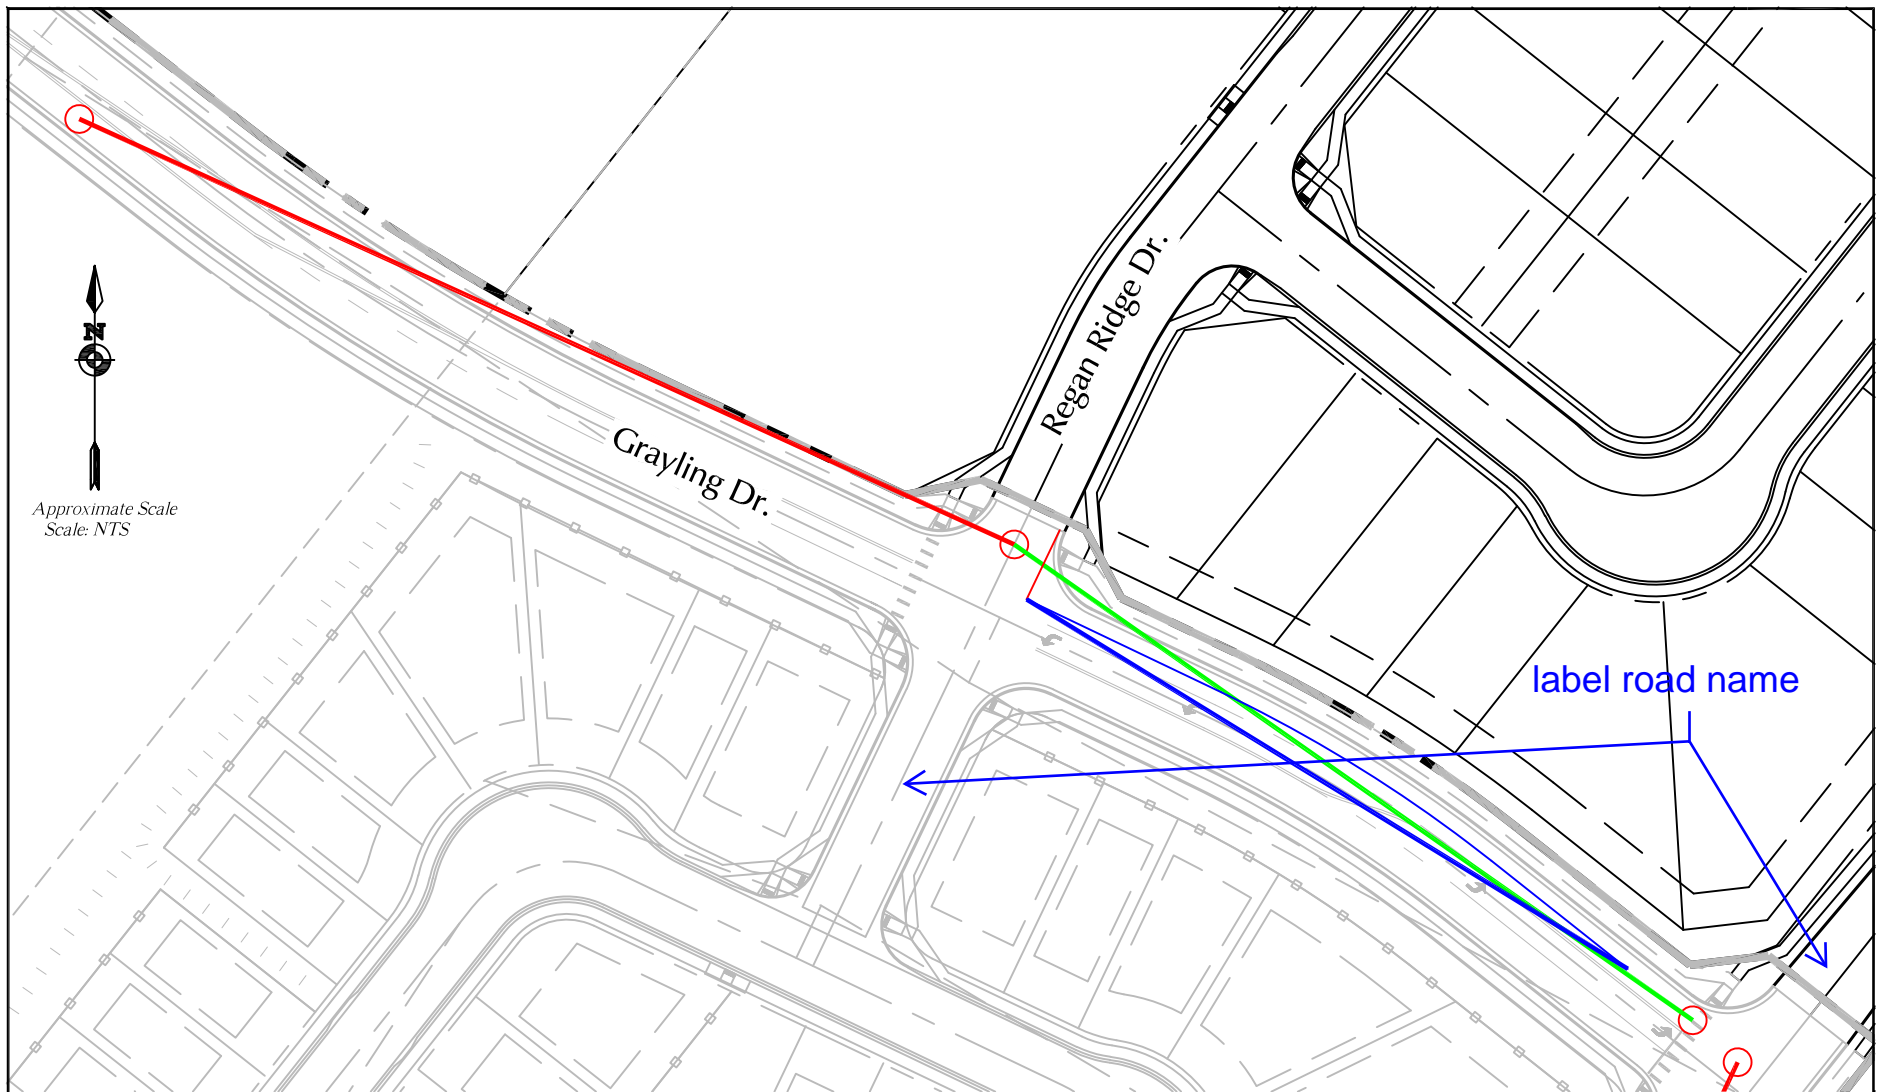 Regan Ridge Dr.
Grayling Dr.
N
Approximate Scale
Scale: NTS
label road name